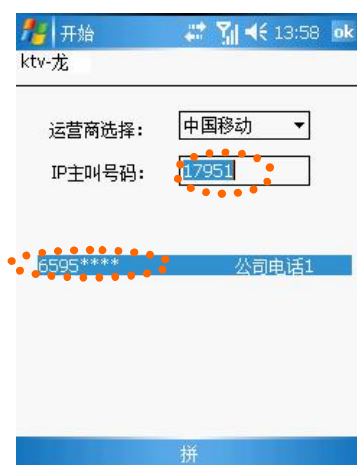 开始 13:58 ok
ktv-龙
运营商选择： 中国移动
IP主叫号码： 17951
6595**** 公司电话1
拼